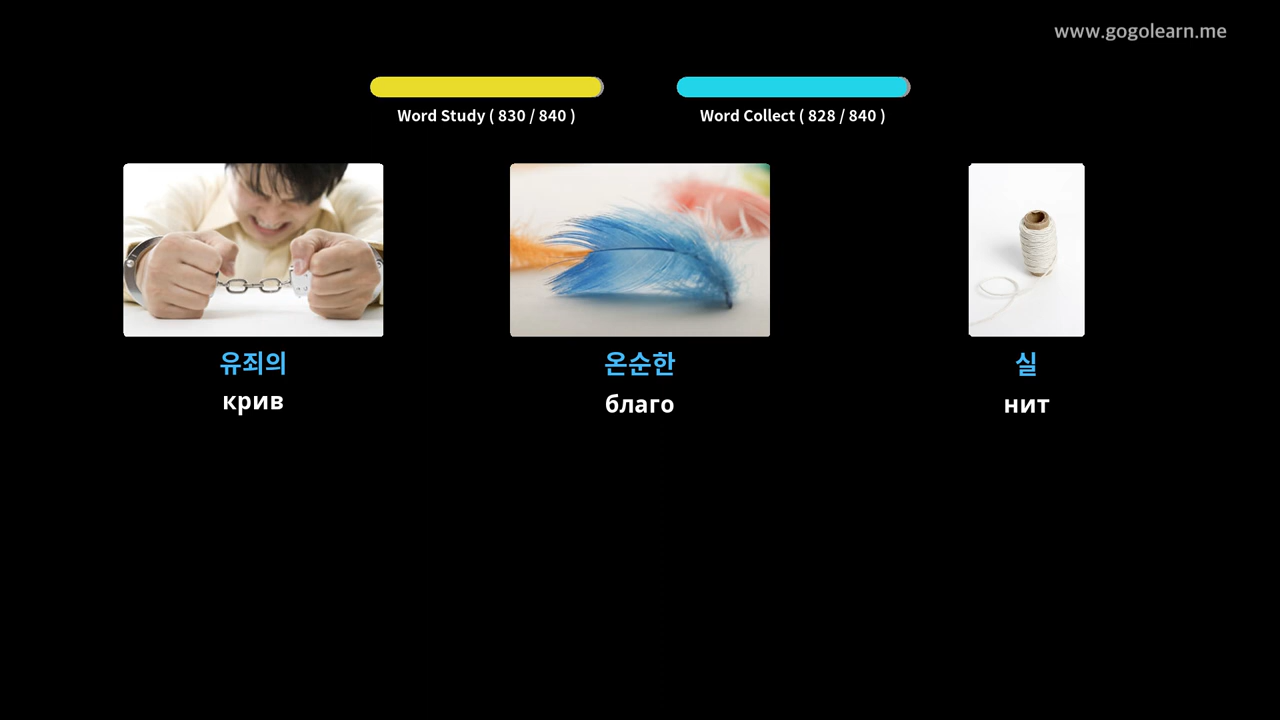 www.gogolearn.me
Word Study ( 830 / 840 )
Word Collect ( 828 / 840 )
유죄의
крив
온순한
благо
실
нит